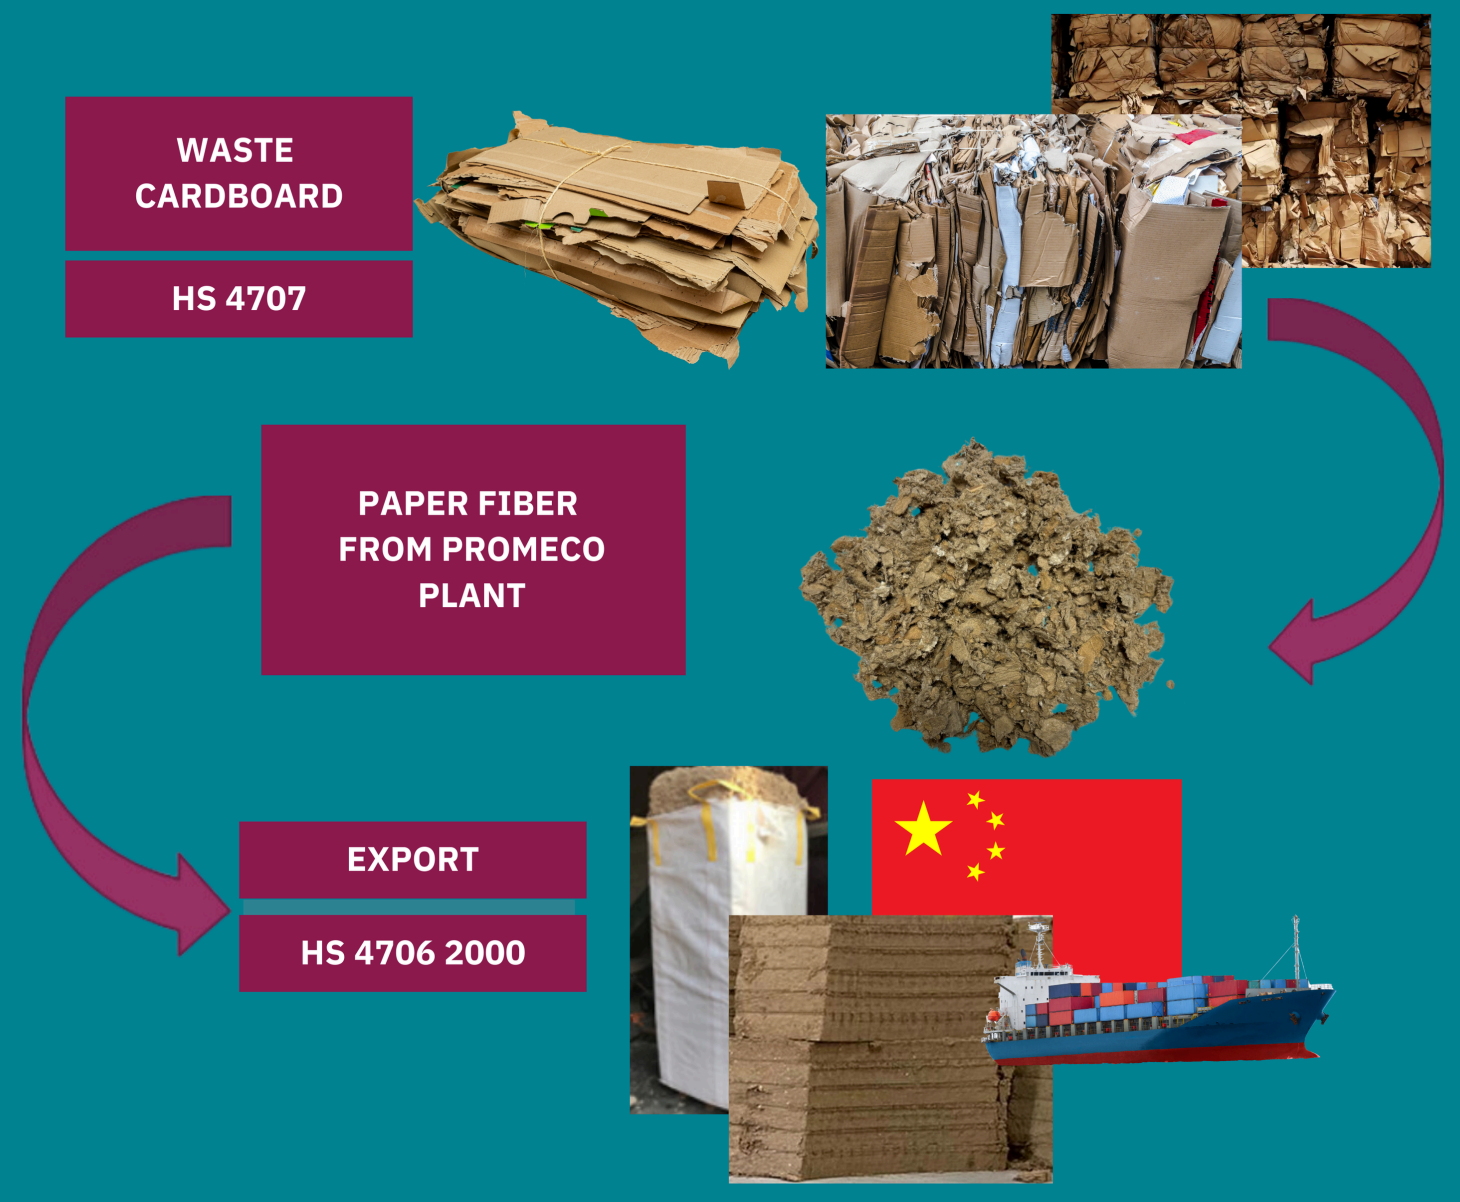 WASTE
CARDBOARD
HS 4707
PAPER FIBER
FROM PROMECO
PLANT
EXPORT
HS 4706 2000